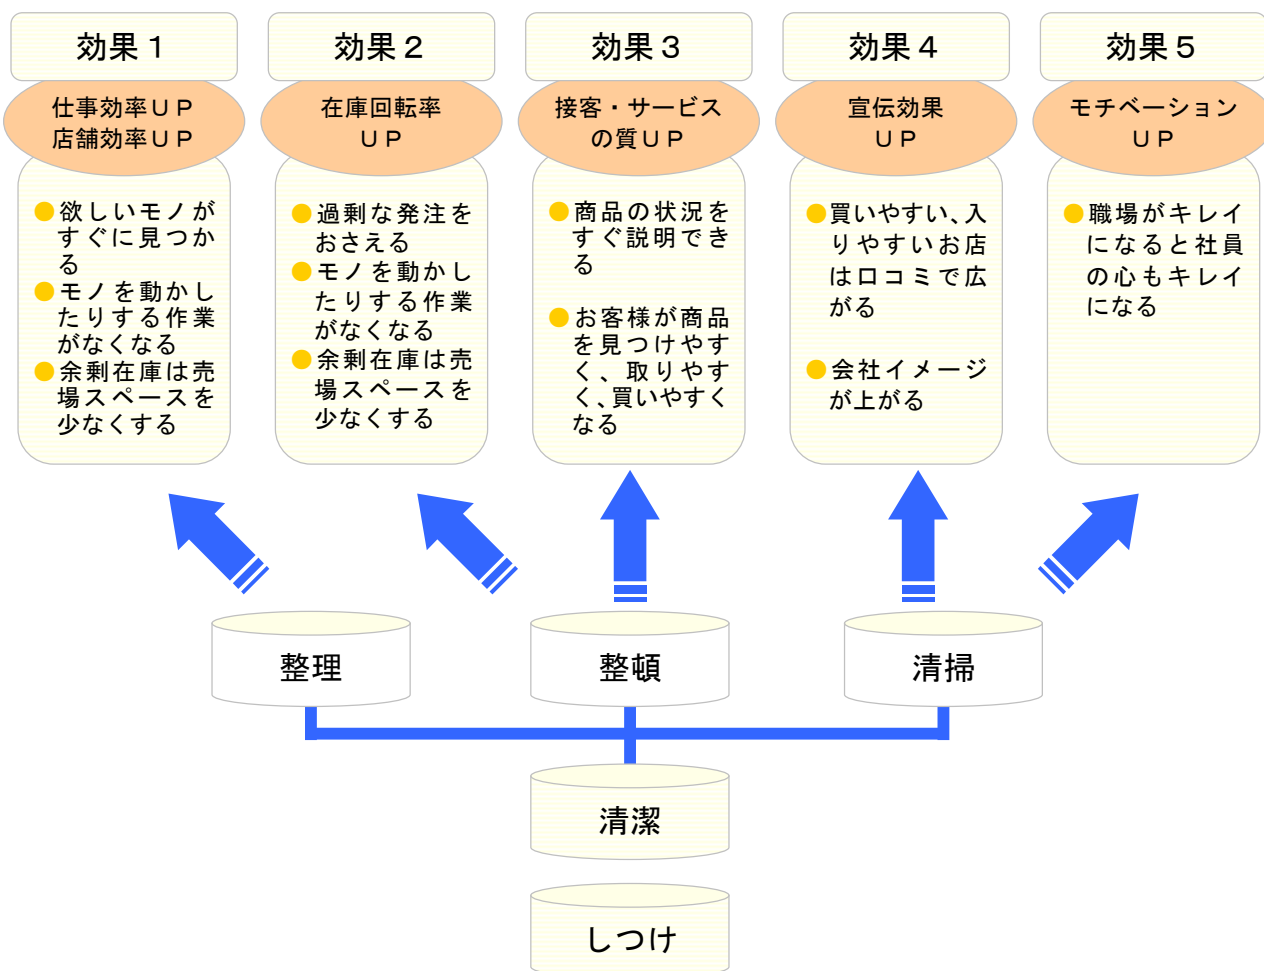 効果１
仕事効率ＵＰ
店舗効率ＵＰ
●欲しいモノが
すぐに見つか
る
●モノを動かし
たりする作業
がなくなる
●余剰在庫は売
場スペースを
少なくする
効果２
在庫回転率
ＵＰ
●過剰な発注を
おさえる
●モノを動かし
たりする作業
がなくなる
●余剰在庫は売
場スペースを
少なくする
効果３
接客・サービス
の質ＵＰ
●商品の状況を
すぐ説明でき
る
●お客様が商品
を見つけやす
く、取りやす
く、買いやすく
なる
効果４
宣伝効果
ＵＰ
●買いやすい、入
りやすいお店
は口コミで広
がる
●会社イメージ
が上がる
効果５
モチベーション
ＵＰ
●職場がキレイ
になると社員
の心もキレイ
になる
整理
整頓
清掃
清潔
しつけ